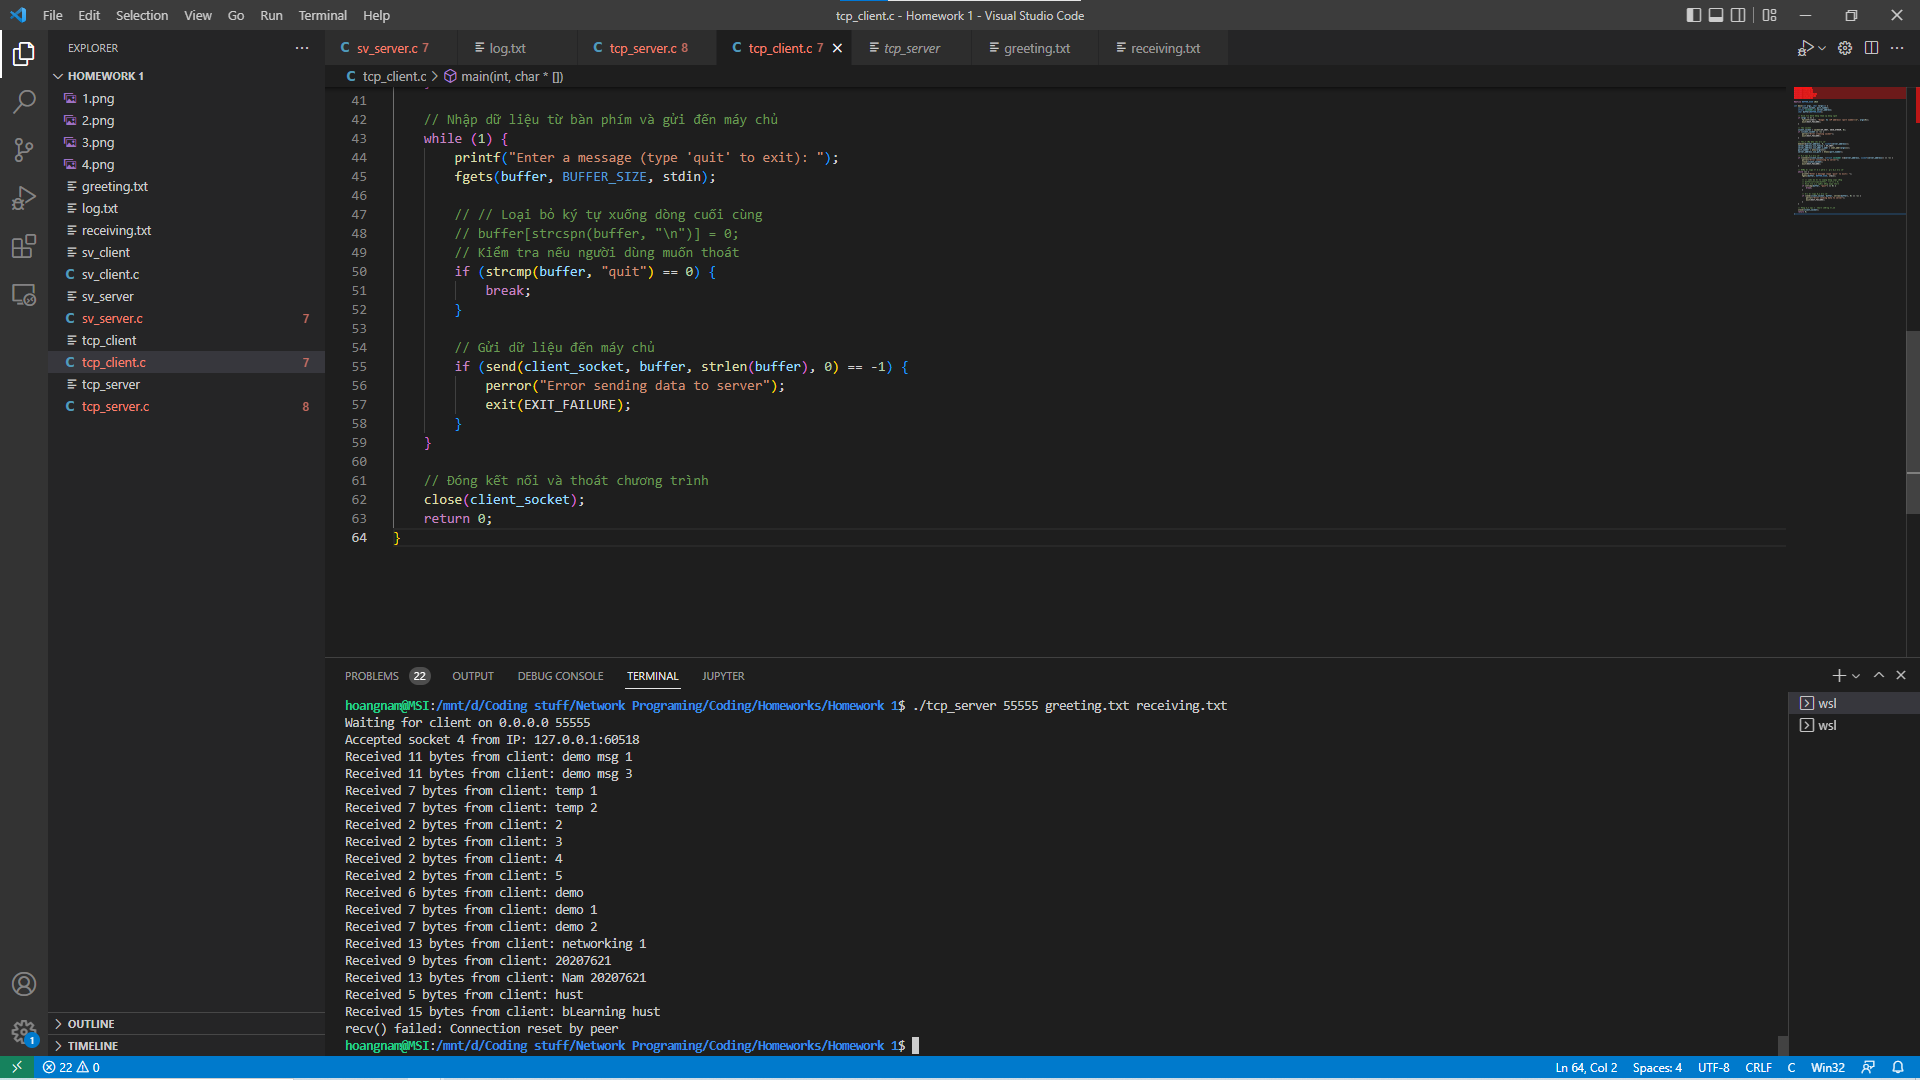 File Edit Selection View Go Run Terminal Help
tcp_client.c - Homework 1 - Visual Studio Code
EXPLORER
HOMEWORK 1
1.png
2.png
3.png
4.png
greeting.txt
log.txt
receiving.txt
sv_client
sv_client.c
sv_server
sv_server.c 7
tcp_client
tcp_client.c 7
tcp_server
tcp_server.c 8
OUTLINE
TIMELINE
sv_server.c 7 log.txt tcp_server.c 8 tcp_client.c 7 tcp_server greeting.txt receiving.txt
tcp_client.c > main(int, char * [])
41
42 // Nhập dữ liệu từ bàn phím và gửi đến máy chủ
43 while (1) {
44 printf("Enter a message (type 'quit' to exit): ");
45 fgets(buffer, BUFFER_SIZE, stdin);
46
47 // // Loại bỏ ký tự xuống dòng cuối cùng
48 // buffer[strcspn(buffer, "\n")] = 0;
49 // Kiểm tra nếu người dùng muốn thoát
50 if (strcmp(buffer, "quit") == 0) {
51 break;
52 }
53
54 // Gửi dữ liệu đến máy chủ
55 if (send(client_socket, buffer, strlen(buffer), 0) == -1) {
56 perror("Error sending data to server");
57 exit(EXIT_FAILURE);
58 }
59 }
60
61 // Đóng kết nối và thoát chương trình
62 close(client_socket);
63 return 0;
64 }
PROBLEMS 22 OUTPUT DEBUG CONSOLE TERMINAL JUPYTER
hoangnam@MSI:/mnt/d/Coding stuff/Network Programing/Coding/Homeworks/Homework 1$ ./tcp_server 55555 greeting.txt receiving.txt
Waiting for client on 0.0.0.0 55555
Accepted socket 4 from IP: 127.0.0.1:60518
Received 11 bytes from client: demo msg 1
Received 11 bytes from client: demo msg 3
Received 7 bytes from client: temp 1
Received 7 bytes from client: temp 2
Received 2 bytes from client: 2
Received 2 bytes from client: 3
Received 2 bytes from client: 4
Received 2 bytes from client: 5
Received 6 bytes from client: demo
Received 7 bytes from client: demo 1
Received 7 bytes from client: demo 2
Received 13 bytes from client: networking 1
Received 9 bytes from client: 20207621
Received 13 bytes from client: Nam 20207621
Received 5 bytes from client: hust
Received 15 bytes from client: bLearning hust
recv() failed: Connection reset by peer
hoangnam@MSI:/mnt/d/Coding stuff/Network Programing/Coding/Homeworks/Homework 1$
wsl
wsl
1
22 0
Ln 64, Col 2 Spaces: 4 UTF-8 CRLF C Win32